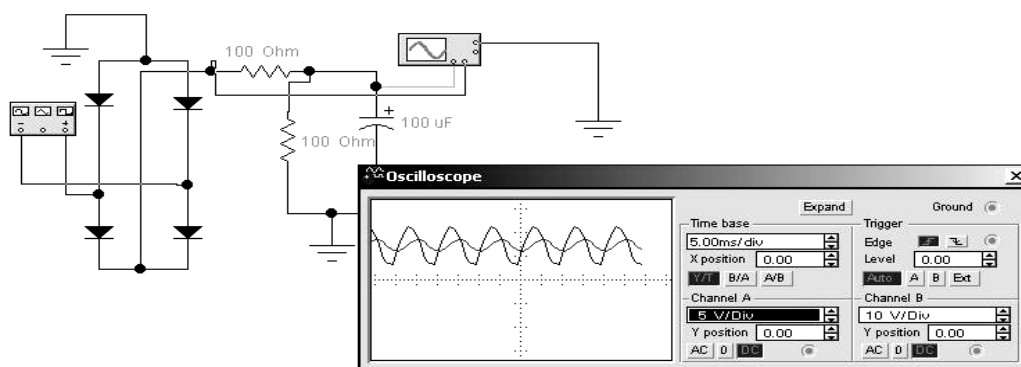 100 Ohm
+
100 uF
100 Ohm
- +
Oscilloscope
Expand
Ground
Time base
Trigger
5.00ms/div
Edge
X position 0.00
Level 0.00
Y/T B/A A/B
Auto A B Ext
Channel A
Channel B
5 V/Div
10 V/Div
Y position 0.00
Y position 0.00
AC 0 DC
AC 0 DC